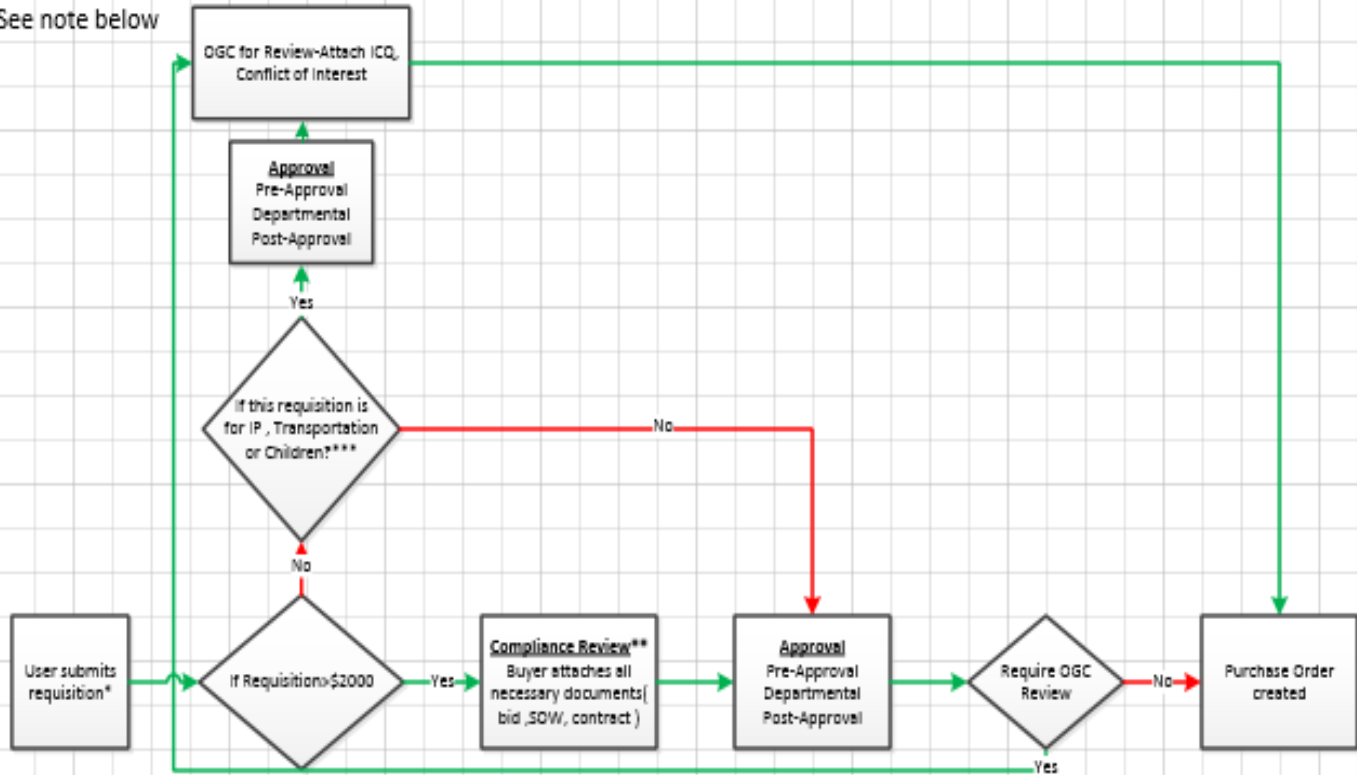 See note below
OGC for Review-Attach ICQ,
Conflict of Interest
Approval
Pre-Approval
Departmental
Post-Approval
Yes
If this requisition is
for IP , Transportation
or Children?***
No
No
User submits
requisition*
If Requisition>$2000
Yes
Compliance Review**
Buyer attaches all
necessary documents(
bid ,SOW, contract )
Approval
Pre-Approval
Departmental
Post-Approval
Require OGC
Review
No
Purchase Order
created
Yes